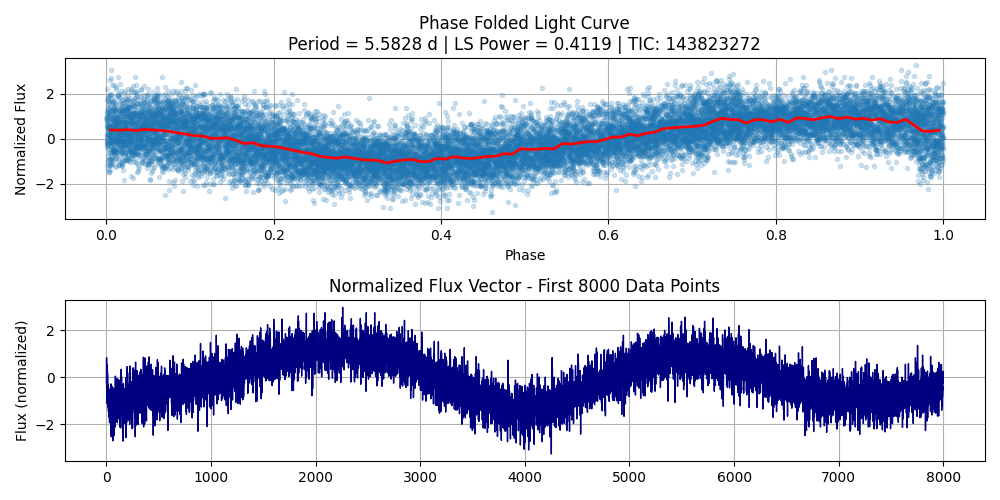 Phase Folded Light Curve
Period = 5.5828 d | LS Power = 0.4119 | TIC: 143823272
Normalized Flux
2
0
−2
0.0 0.2 0.4 0.6 0.8 1.0
Phase
Normalized Flux Vector - First 8000 Data Points
Flux (normalized)
2
0
−2
0 1000 2000 3000 4000 5000 6000 7000 8000